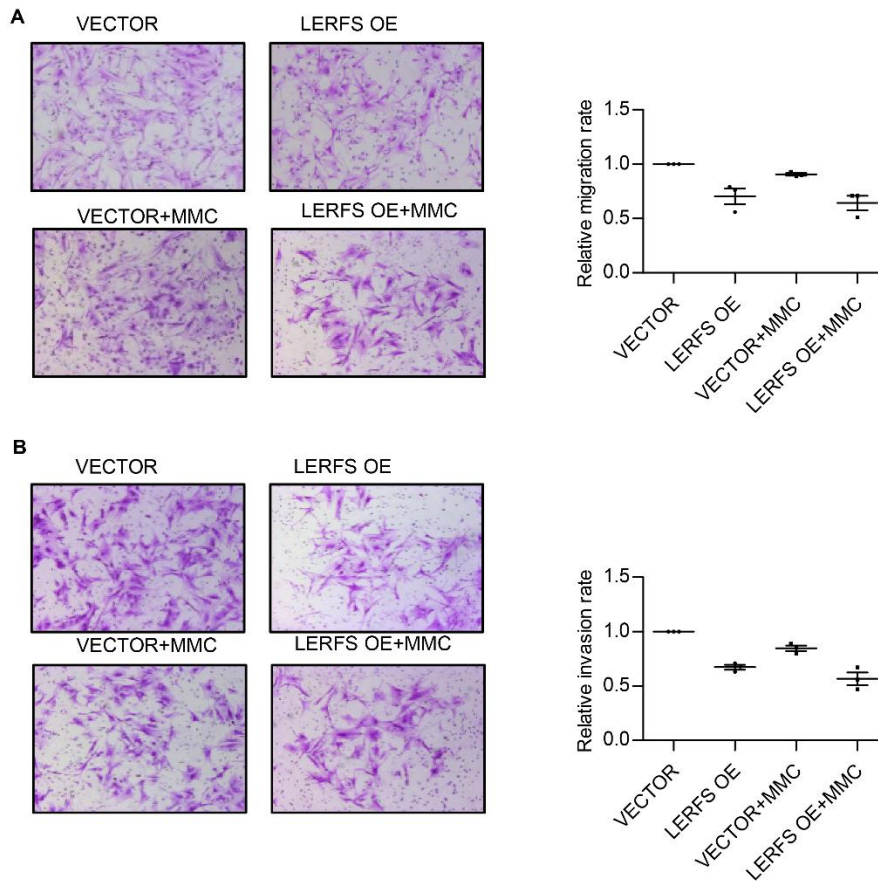 A
VECTOR
LERFS OE
VECTOR+MMC
LERFS OE+MMC
Relative migration rate
1.5
1.0
0.5
0.0
VECTOR
LERFS OE
VECTOR+MMC
LERFS OE+MMC
B
VECTOR
LERFS OE
VECTOR+MMC
LERFS OE+MMC
Relative invasion rate
1.5
1.0
0.5
0.0
VECTOR
LERFS OE
VECTOR+MMC
LERFS OE+MMC